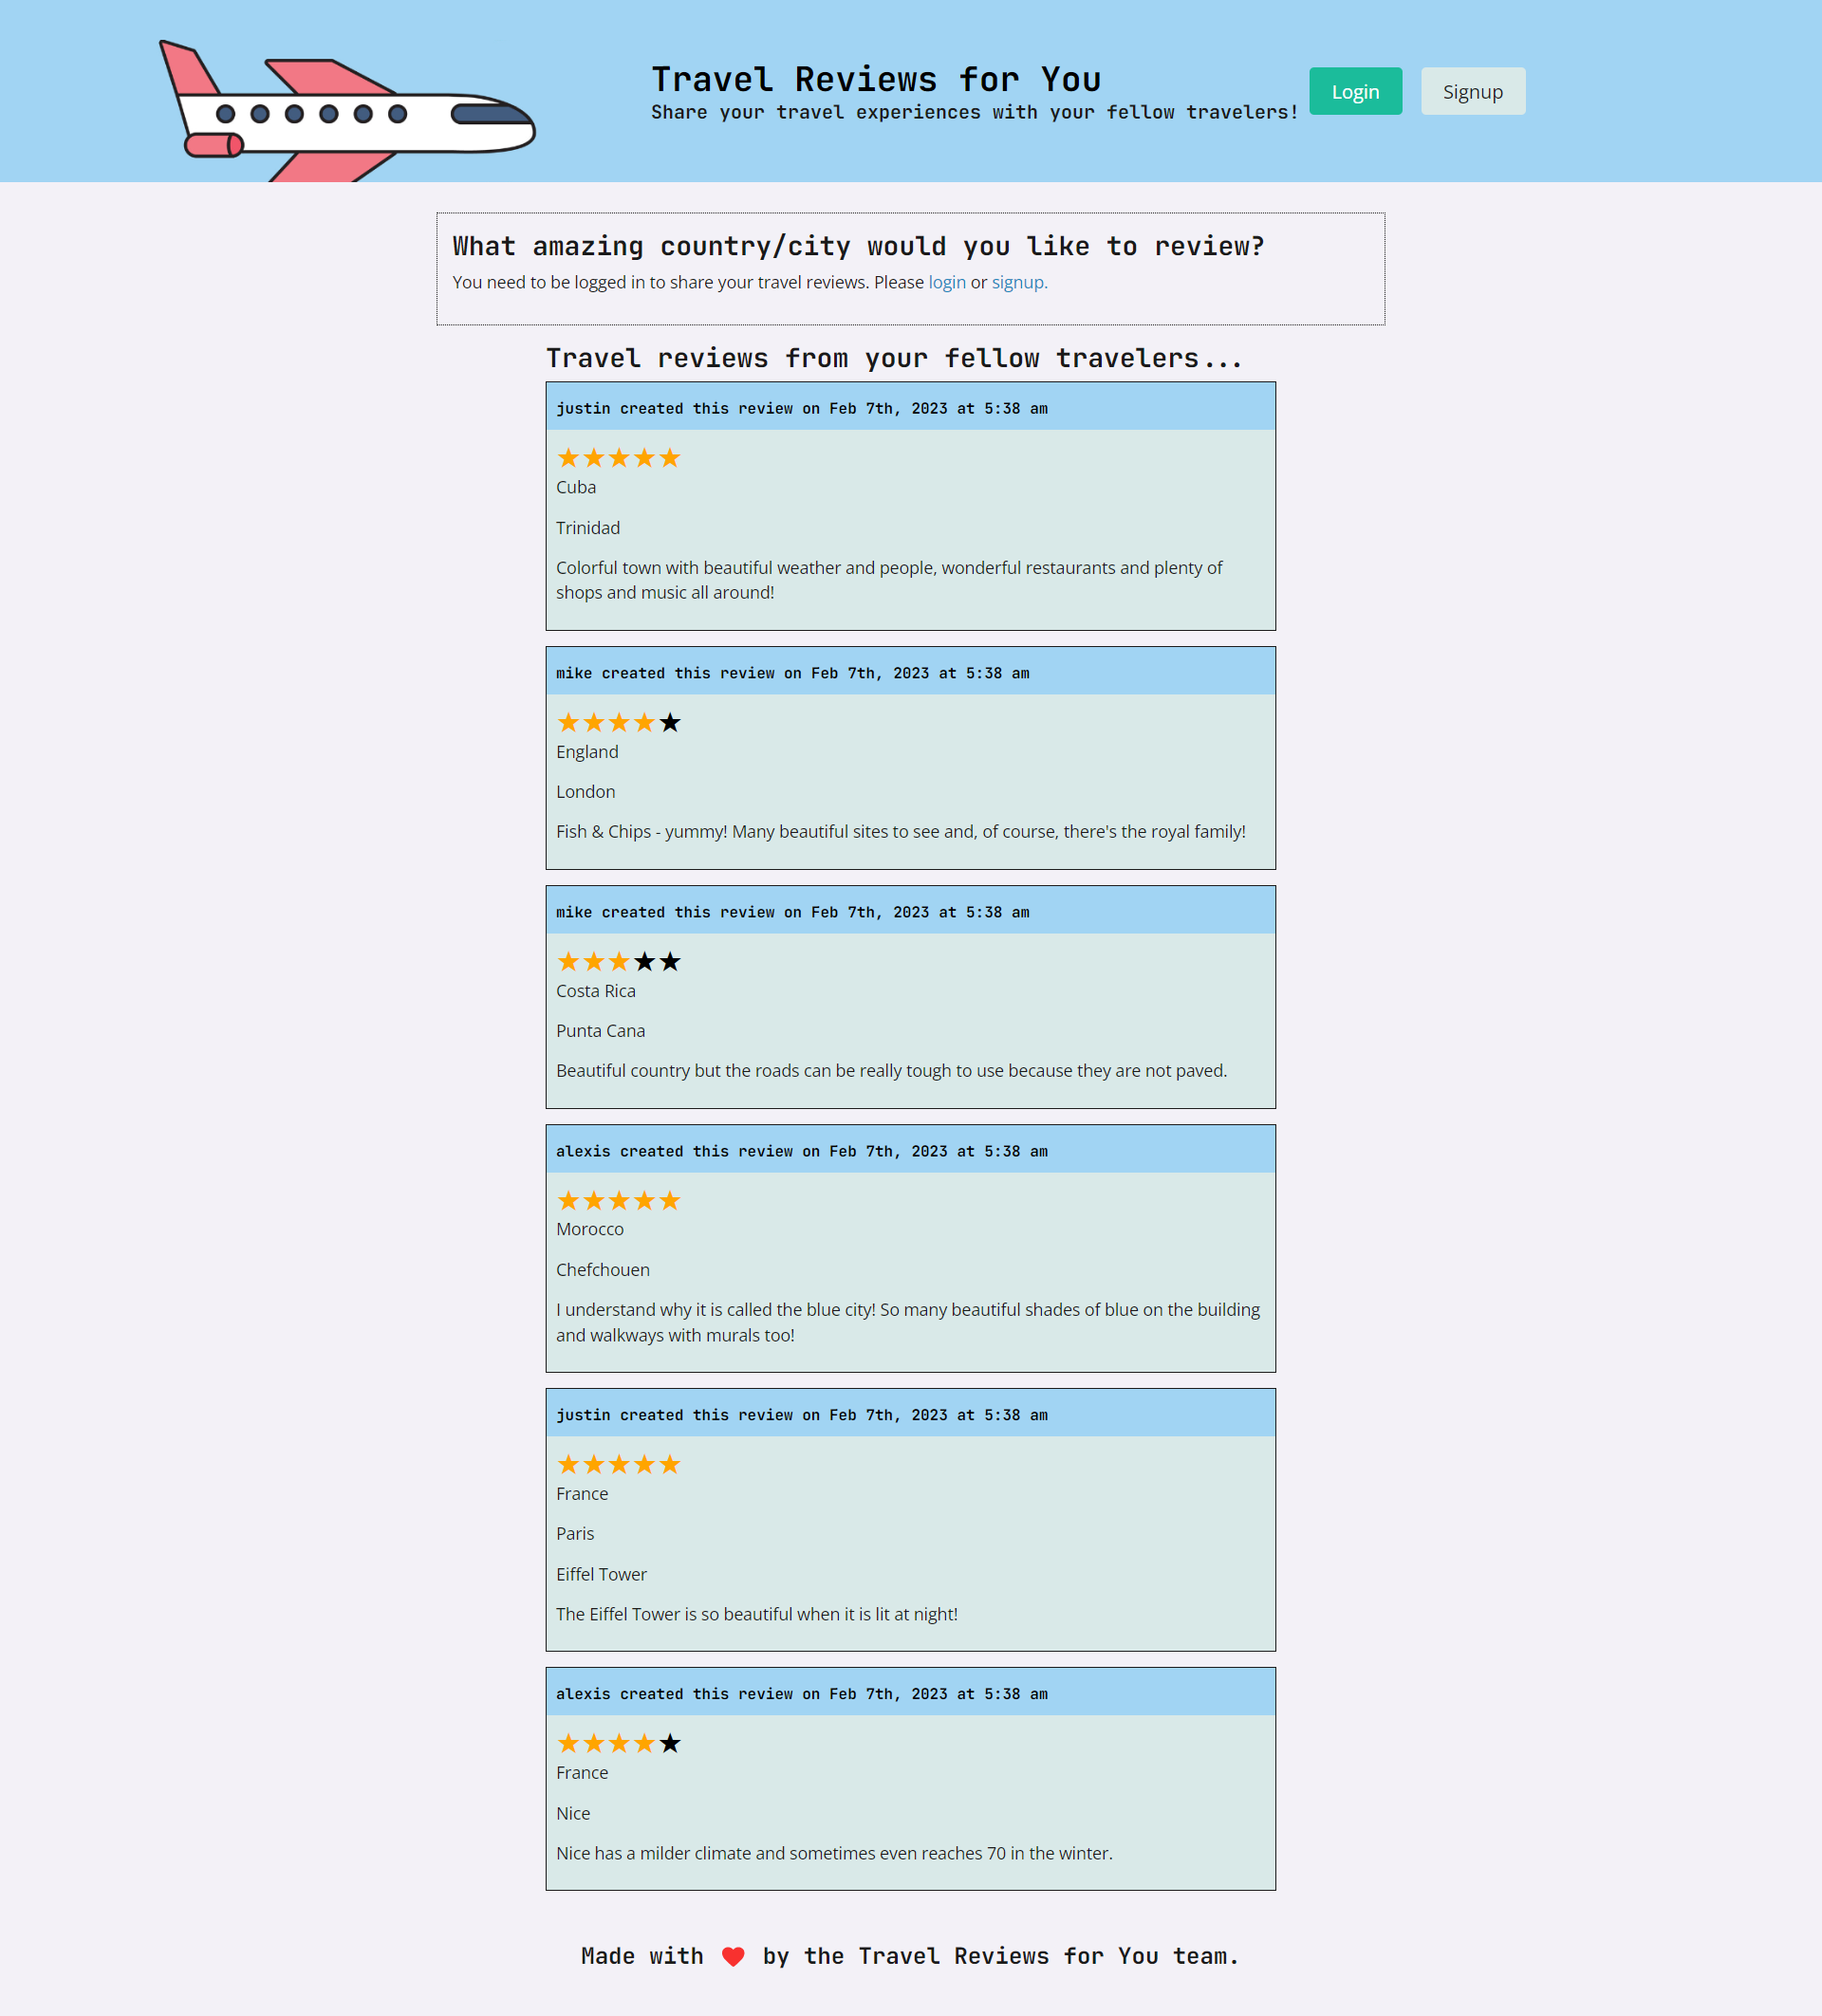 Travel Reviews for You
Share your travel experiences with your fellow travelers!
Login
Signup
What amazing country/city would you like to review?
You need to be logged in to share your travel reviews. Please login or signup.
Travel reviews from your fellow travelers...
justin created this review on Feb 7th, 2023 at 5:38 am
Cuba
Trinidad
Colorful town with beautiful weather and people, wonderful restaurants and plenty of
shops and music all around!
mike created this review on Feb 7th, 2023 at 5:38 am
England
London
Fish & Chips - yummy! Many beautiful sites to see and, of course, there's the royal family!
mike created this review on Feb 7th, 2023 at 5:38 am
Costa Rica
Punta Cana
Beautiful country but the roads can be really tough to use because they are not paved.
alexis created this review on Feb 7th, 2023 at 5:38 am
Morocco
Chefchouen
I understand why it is called the blue city! So many beautiful shades of blue on the building
and walkways with murals too!
justin created this review on Feb 7th, 2023 at 5:38 am
France
Paris
Eiffel Tower
The Eiffel Tower is so beautiful when it is lit at night!
alexis created this review on Feb 7th, 2023 at 5:38 am
France
Nice
Nice has a milder climate and sometimes even reaches 70 in the winter.
Made with ❤️ by the Travel Reviews for You team.